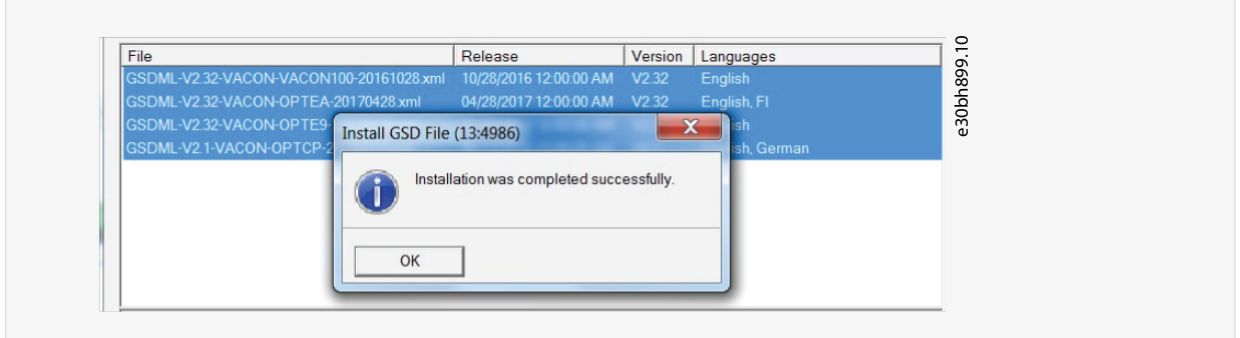 File Release Version Languages
GSDML-V2.32-VACON-VACON100-20161028.xml 10/28/2016 12:00:00 AM V2.32 English
GSDML-V2.32-VACON-OPTEA-20170428.xml 04/28/2017 12:00:00 AM V2.32 English, FI
GSDML-V2.32-VACON-OPTE9-
GSDML-V2.1-VACON-OPTCP-2 German
Install GSD File (13:4986)
Installation was completed successfully.
OK
e30bh899.10